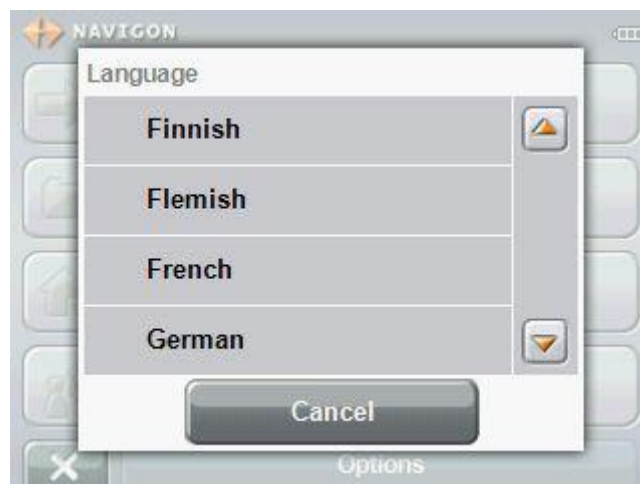 NAVIGON
Language
Finnish
Flemish
French
German
Cancel
Options